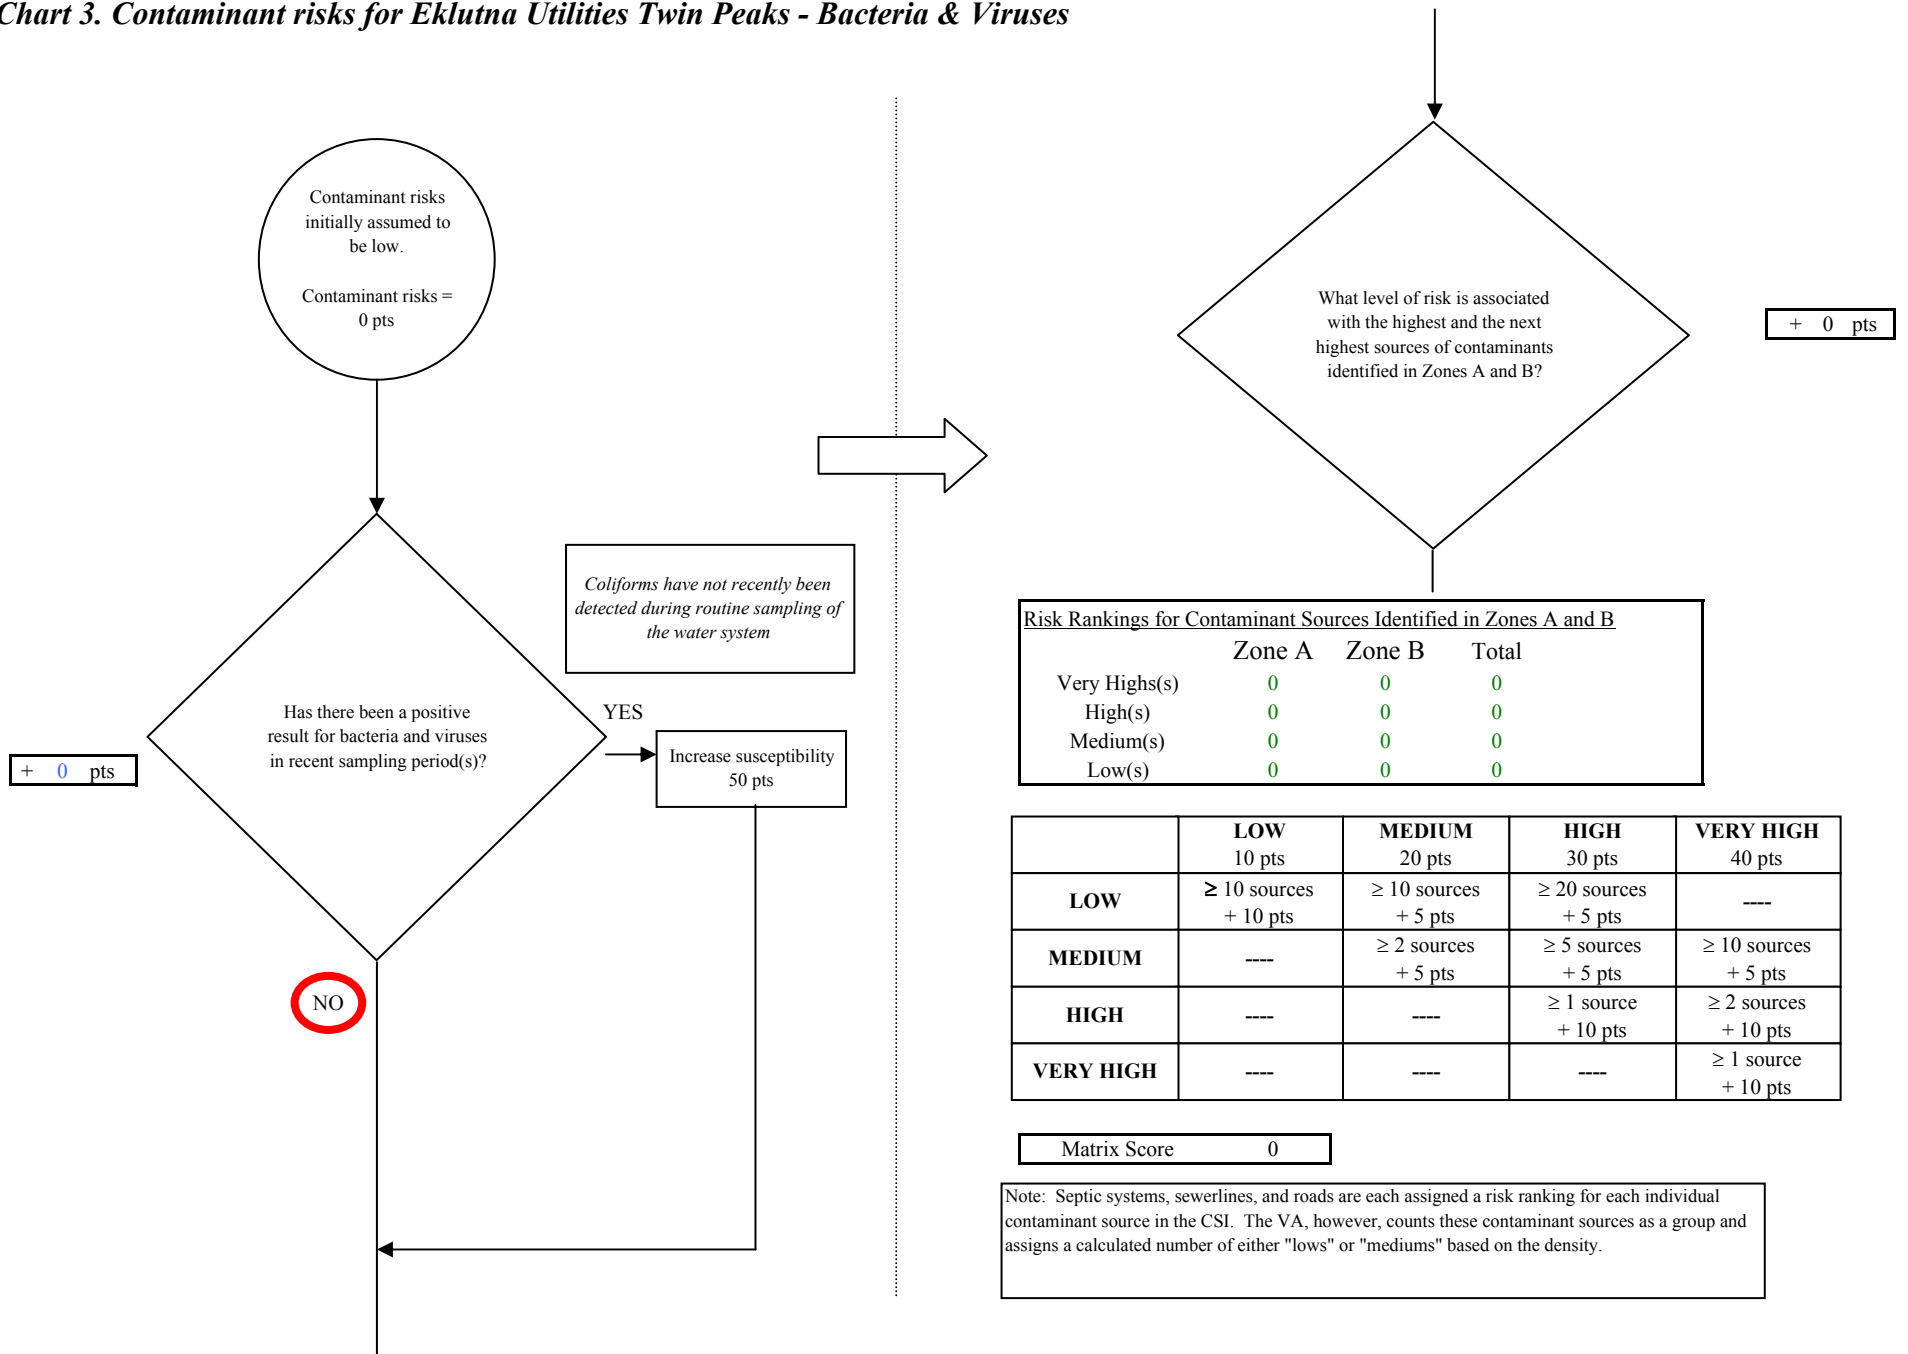 Chart 3. Contaminant risks for Eklutna Utilities Twin Peaks - Bacteria & Viruses
Contaminant risks
initially assumed to
be low.
Contaminant risks =
0 pts
Coliforms have not recently been
detected during routine sampling of
the water system
Has there been a positive
result for bacteria and viruses
in recent sampling period(s)?
YES
Increase susceptibility
50 pts
+ 0 pts
NO
What level of risk is associated
with the highest and the next
highest sources of contaminants
identified in Zones A and B?
+ 0 pts
Risk Rankings for Contaminant Sources Identified in Zones A and B
Zone A Zone B Total
Very Highs(s) 0 0 0
High(s) 0 0 0
Medium(s) 0 0 0
Low(s) 0 0 0
LOW MEDIUM HIGH VERY HIGH
10 pts 20 pts 30 pts 40 pts
LOW ≥ 10 sources + 10 pts ≥ 10 sources + 5 pts ≥ 20 sources + 5 pts ----
MEDIUM ---- ≥ 2 sources + 5 pts ≥ 5 sources + 5 pts ≥ 10 sources + 5 pts
HIGH ---- ---- ≥ 1 source + 10 pts ≥ 2 sources + 10 pts
VERY HIGH ---- ---- ---- ≥ 1 source + 10 pts
Matrix Score 0
Note: Septic systems, sewerlines, and roads are each assigned a risk ranking for each individual
contaminant source in the CSI. The VA, however, counts these contaminant sources as a group and
assigns a calculated number of either "lows" or "mediums" based on the density.